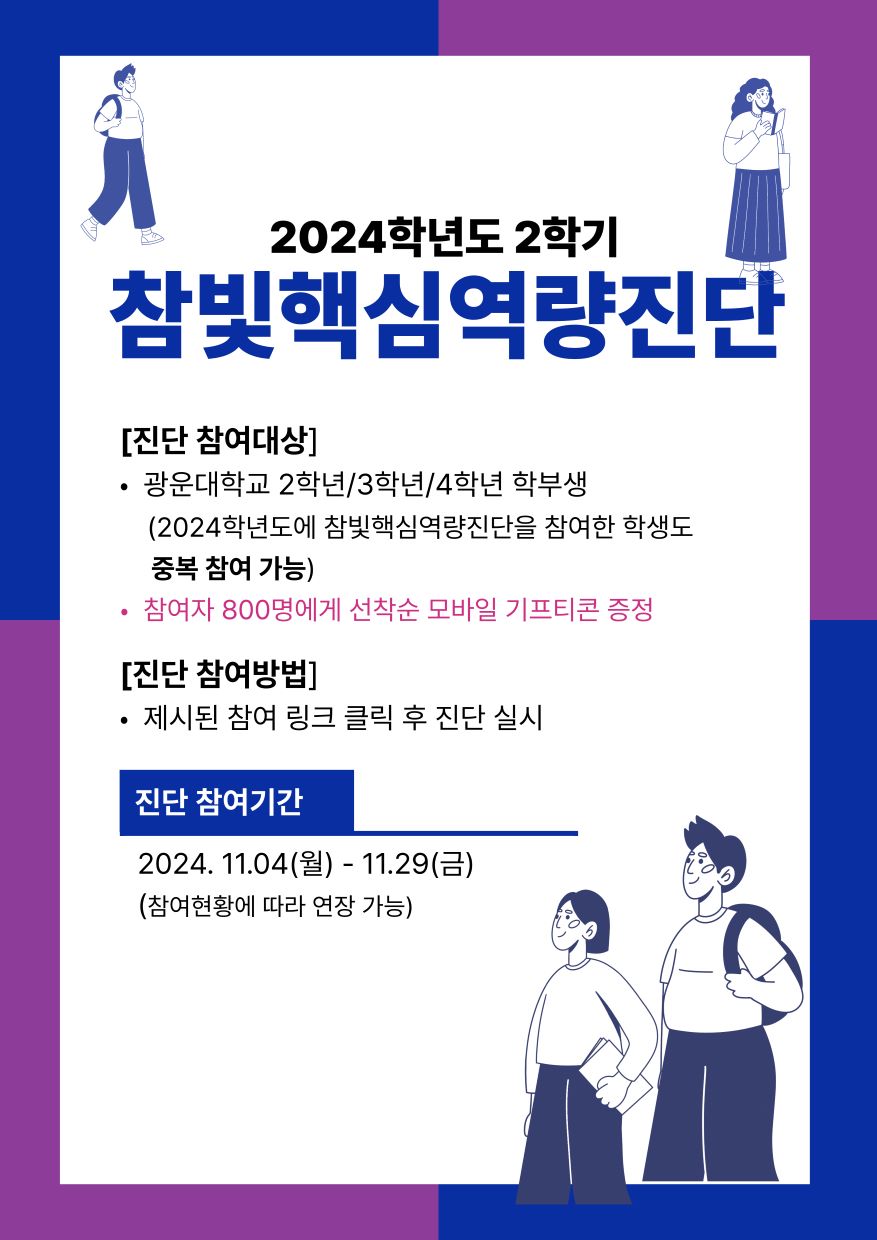 2024학년도 2학기
참빛핵심역량진단
[진단 참여대상]
• 광운대학교 2학년/3학년/4학년 학부생
(2024학년도에 참빛핵심역량진단을 참여한 학생도
중복 참여 가능)
• 참여자 800명에게 선착순 모바일 기프티콘 증정
[진단 참여방법]
• 제시된 참여 링크 클릭 후 진단 실시
진단 참여기간
2024. 11.04(월) - 11.29(금)
(참여현황에 따라 연장 가능)